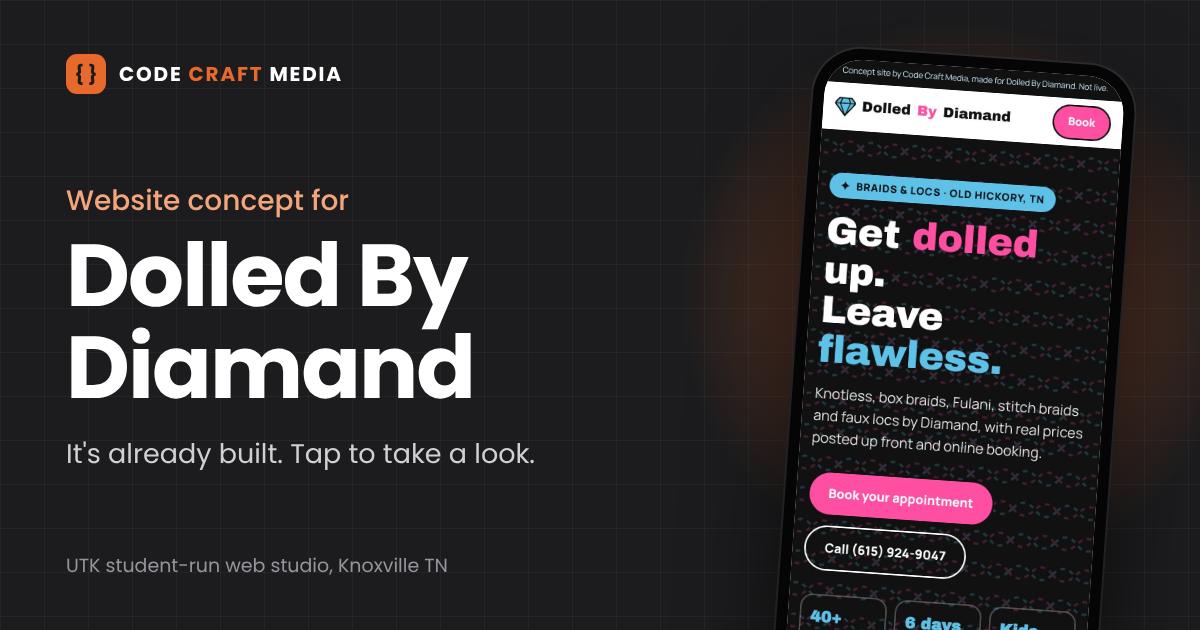 { } CODE CRAFT MEDIA
Website concept for
Dolled By
Diamand
It's already built. Tap to take a look.
UTK student-run web studio, Knoxville TN
Concept site by Code Craft Media, made for Dolled By Diamand. Not live.
Dolled By Diamand
Book
✦ BRAIDS & LOCS · OLD HICKORY, TN
Get dolled
up.
Leave
flawless.
Knotless, box braids, Fulani, stitch braids
and faux locs by Diamand, with real prices
posted up front and online booking.
Book your appointment
Call (615) 924-9047
40+
6 days
Kids